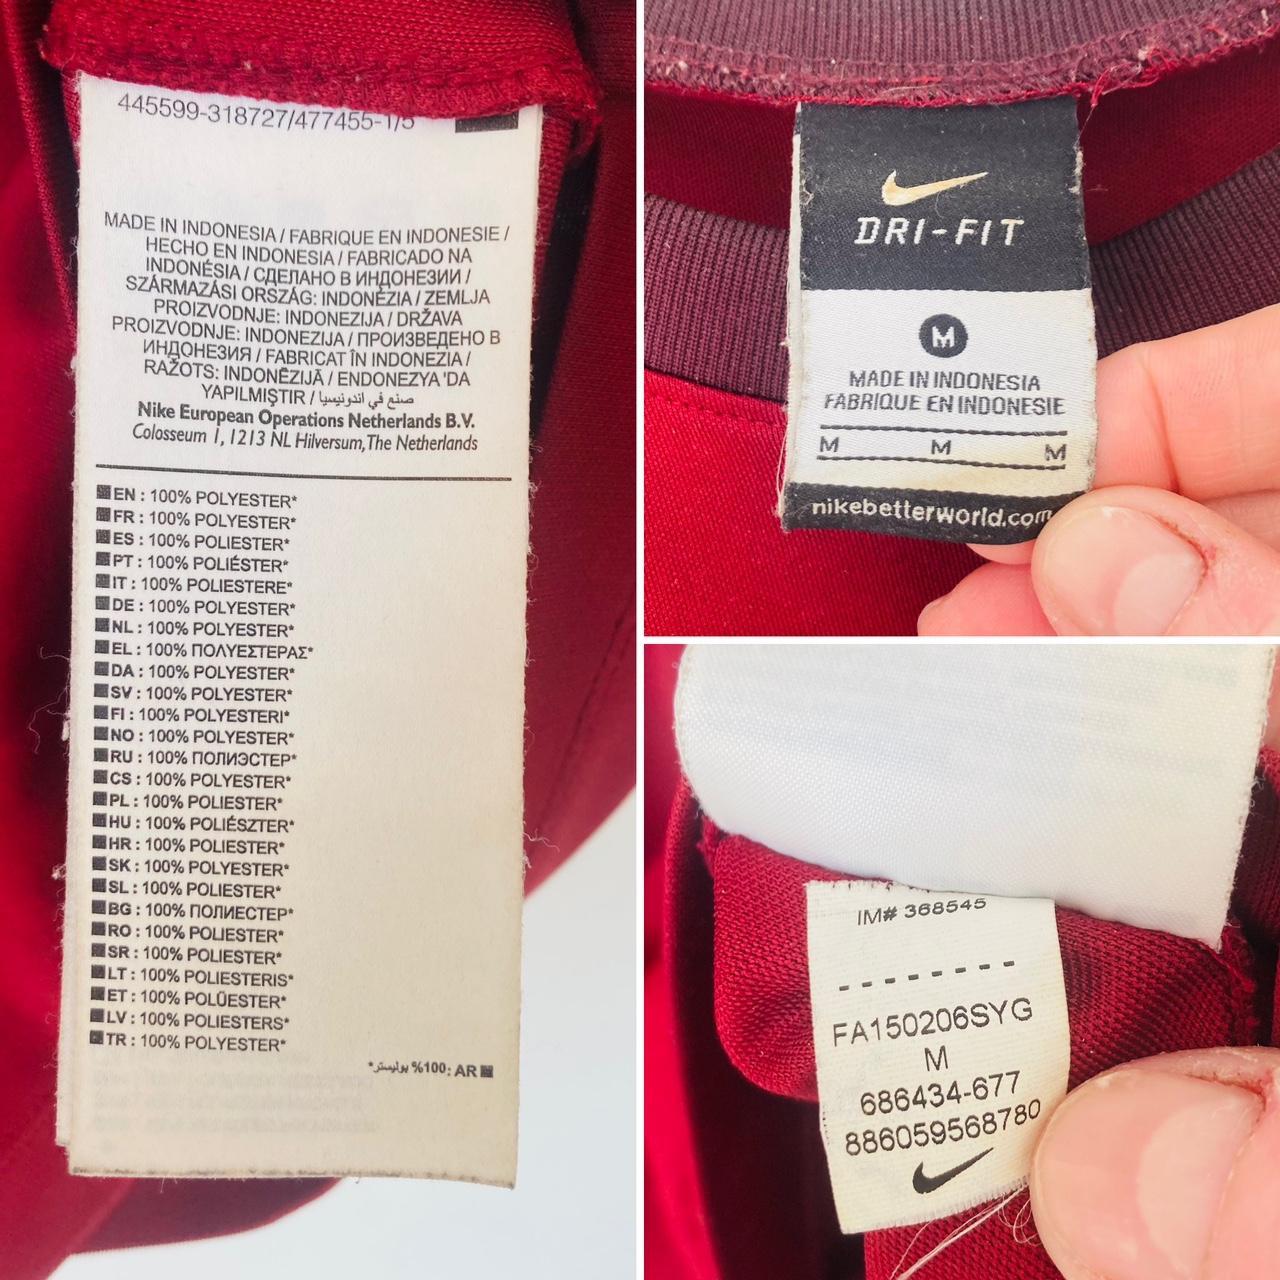 445599-318727/477455-1/5
MADE IN INDONESIA / FABRIQUE EN INDONESIE /
HECHO EN INDONESIA / FABRICADO NA
INDONÉSIA / СДЕЛАНО В ИНДОНЕЗИИ /
SZÁRMAZÁSI ORSZÁG: INDONÉZIA / ZEMLJA
PROIZVODNJE: INDONEZIJA / DRŽAVA
PROIZVODNJE: INDONEZIJA / ПРОИЗВЕДЕНО В
ИНДОНЕЗИЯ / FABRICAT ÎN INDONEZIA /
RAŽOTS: INDONĒZIJĀ / ENDONEZYA 'DA
YAPILMIŞTIR / صنع في اندونيسيا
Nike European Operations Netherlands B.V.
Colosseum 1, 1213 NL Hilversum, The Netherlands
EN : 100% POLYESTER*
FR : 100% POLYESTER*
ES : 100% POLIESTER*
PT : 100% POLIÉSTER*
IT : 100% POLIESTERE*
DE : 100% POLYESTER*
NL : 100% POLYESTER*
EL : 100% ΠΟΛΥΕΣΤΕΡΑΣ*
DA : 100% POLYESTER*
SV : 100% POLYESTER*
FI : 100% POLYESTERI*
NO : 100% POLYESTER*
RU : 100% ПОЛИЭСТЕР*
CS : 100% POLYESTER*
PL : 100% POLIESTER*
HU : 100% POLIÉSZTER*
HR : 100% POLIESTER*
SK : 100% POLYESTER*
SL : 100% POLIESTER*
BG : 100% ПОЛИЕСТЕР*
RO : 100% POLIESTER*
SR : 100% POLIESTER*
LT : 100% POLIESTERIS*
ET : 100% POLÜESTER*
LV : 100% POLIESTERS*
TR : 100% POLYESTER*
AR :100% بوليستر*
DRI-FIT
M
MADE IN INDONESIA
FABRIQUE EN INDONESIE
M M M
nikebetterworld.com
IM# 368545
FA150206SYG
M
686434-677
886059568780